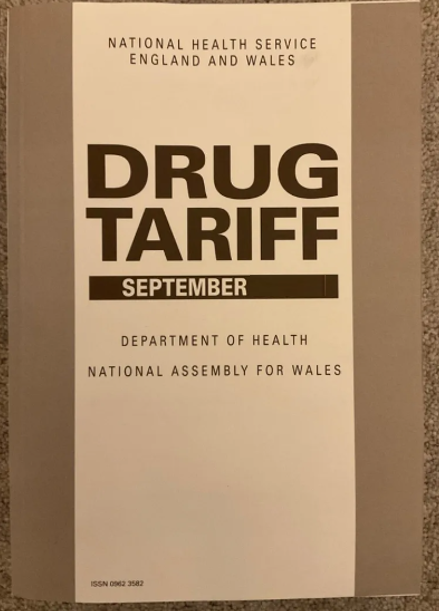 NATIONAL HEALTH SERVICE
ENGLAND AND WALES
DRUG
TARIFF
SEPTEMBER
DEPARTMENT OF HEALTH
NATIONAL ASSEMBLY FOR WALES
ISSN 0962 3582